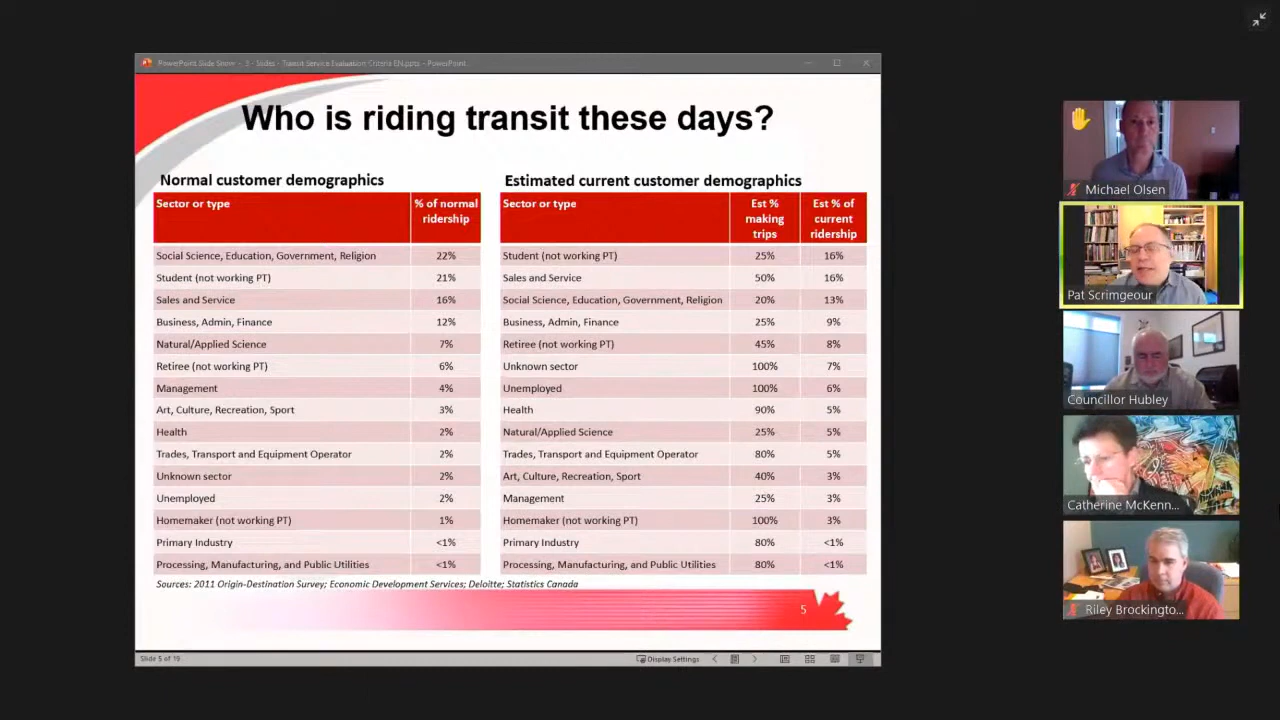 PowerPoint Slide Show - 3 - Slides - Transit Service Evaluation Criteria EN.pptx - PowerPoint
Who is riding transit these days?
Normal customer demographics
Sector or type % of normal ridership
Social Science, Education, Government, Religion 22%
Student (not working PT) 21%
Sales and Service 16%
Business, Admin, Finance 12%
Natural/Applied Science 7%
Retiree (not working PT) 6%
Management 4%
Art, Culture, Recreation, Sport 3%
Health 2%
Trades, Transport and Equipment Operator 2%
Unknown sector 2%
Unemployed 2%
Homemaker (not working PT) 1%
Primary Industry <1%
Processing, Manufacturing, and Public Utilities <1%
Estimated current customer demographics
Sector or type Est % making trips Est % of current ridership
Student (not working PT) 25% 16%
Sales and Service 50% 16%
Social Science, Education, Government, Religion 20% 13%
Business, Admin, Finance 25% 9%
Retiree (not working PT) 45% 8%
Unknown sector 100% 7%
Unemployed 100% 6%
Health 90% 5%
Natural/Applied Science 25% 5%
Trades, Transport and Equipment Operator 80% 5%
Art, Culture, Recreation, Sport 40% 3%
Management 25% 3%
Homemaker (not working PT) 100% 3%
Primary Industry 80% <1%
Processing, Manufacturing, and Public Utilities 80% <1%
Sources: 2011 Origin-Destination Survey; Economic Development Services; Deloitte; Statistics Canada
5
Slide 5 of 19
Display Settings
Michael Olsen
Pat Scrimgeour
Councillor Hubley
Catherine McKenn...
Riley Brockingto...